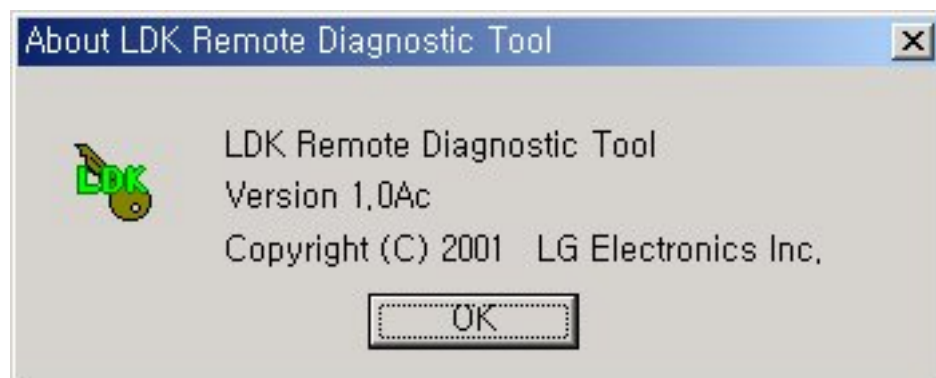 About LDK Remote Diagnostic Tool
LDK
LDK Remote Diagnostic Tool
Version 1.0Ac
Copyright (C) 2001 LG Electronics Inc.
OK